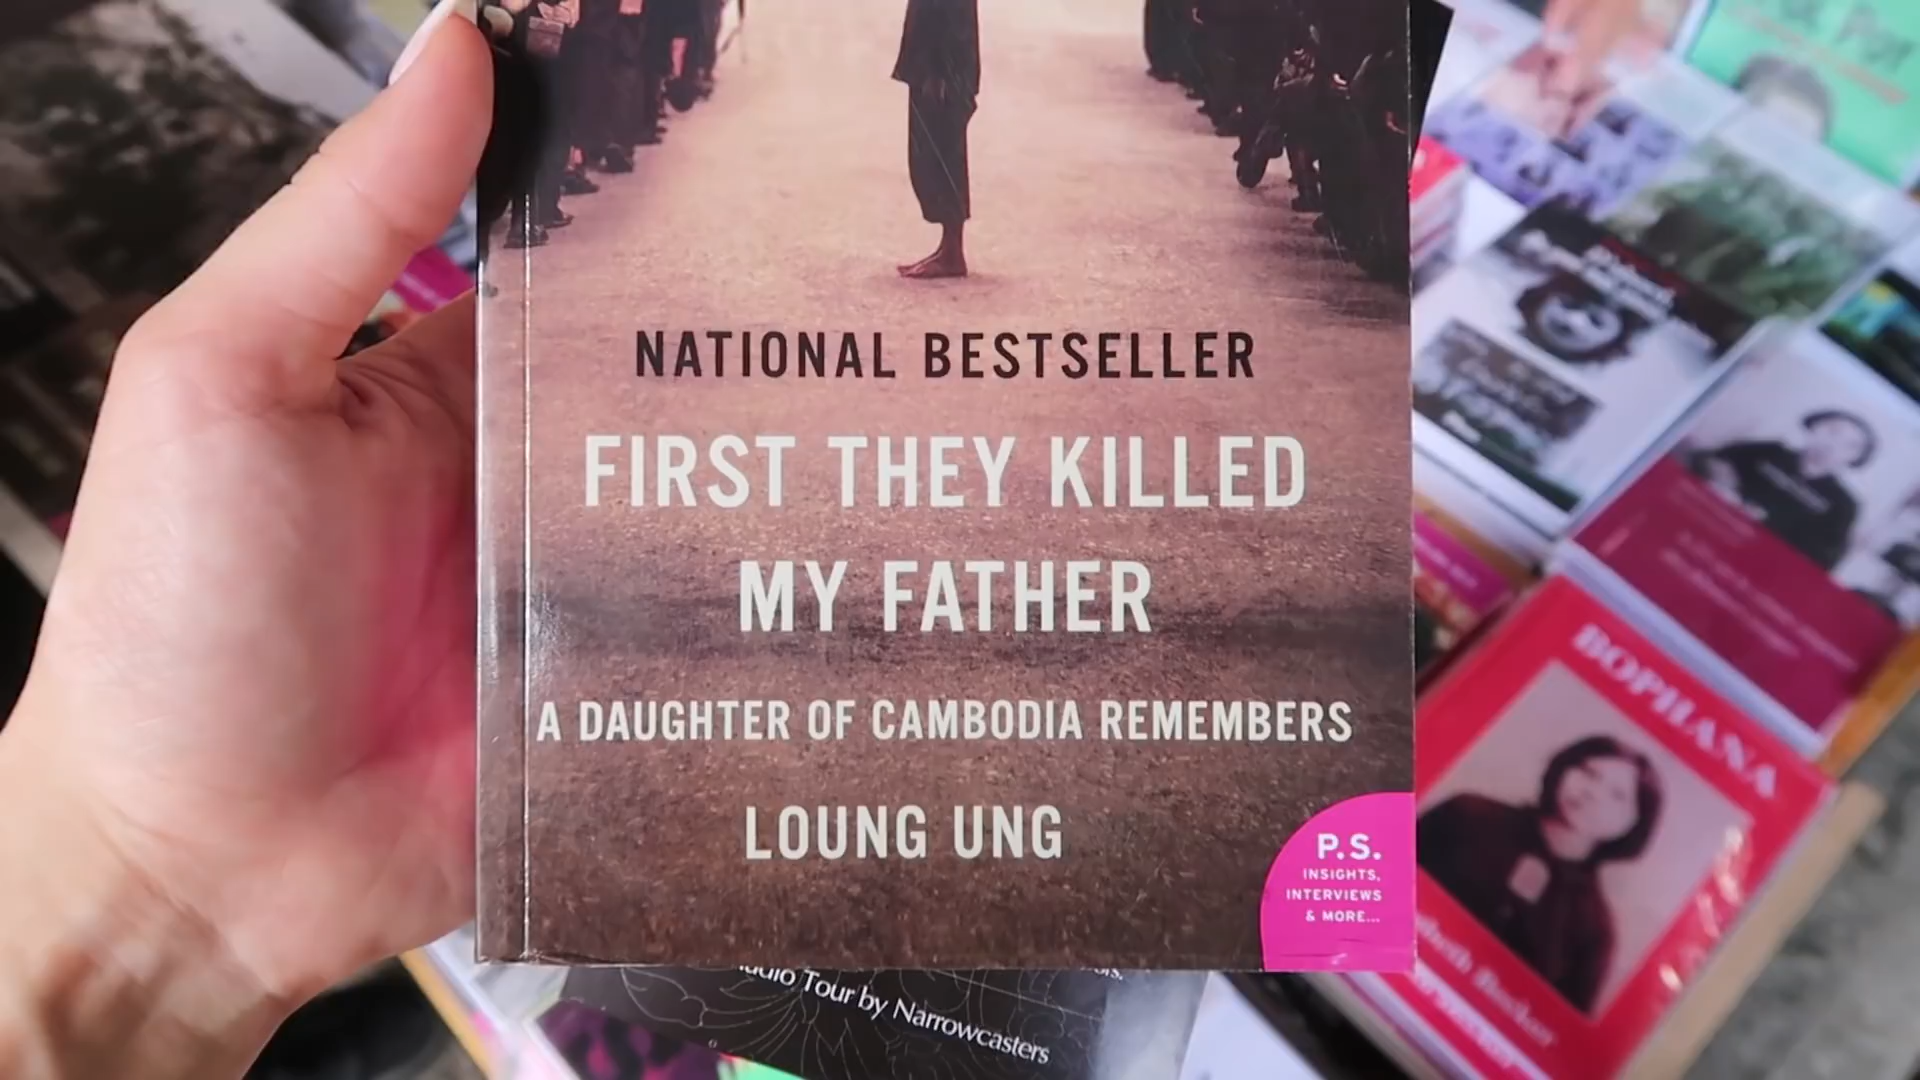 NATIONAL BESTSELLER
FIRST THEY KILLED
MY FATHER
A DAUGHTER OF CAMBODIA REMEMBERS
LOUNG UNG
P.S.
INSIGHTS,
INTERVIEWS
& MORE...
Tour by Narrowcasters
BOPHANA